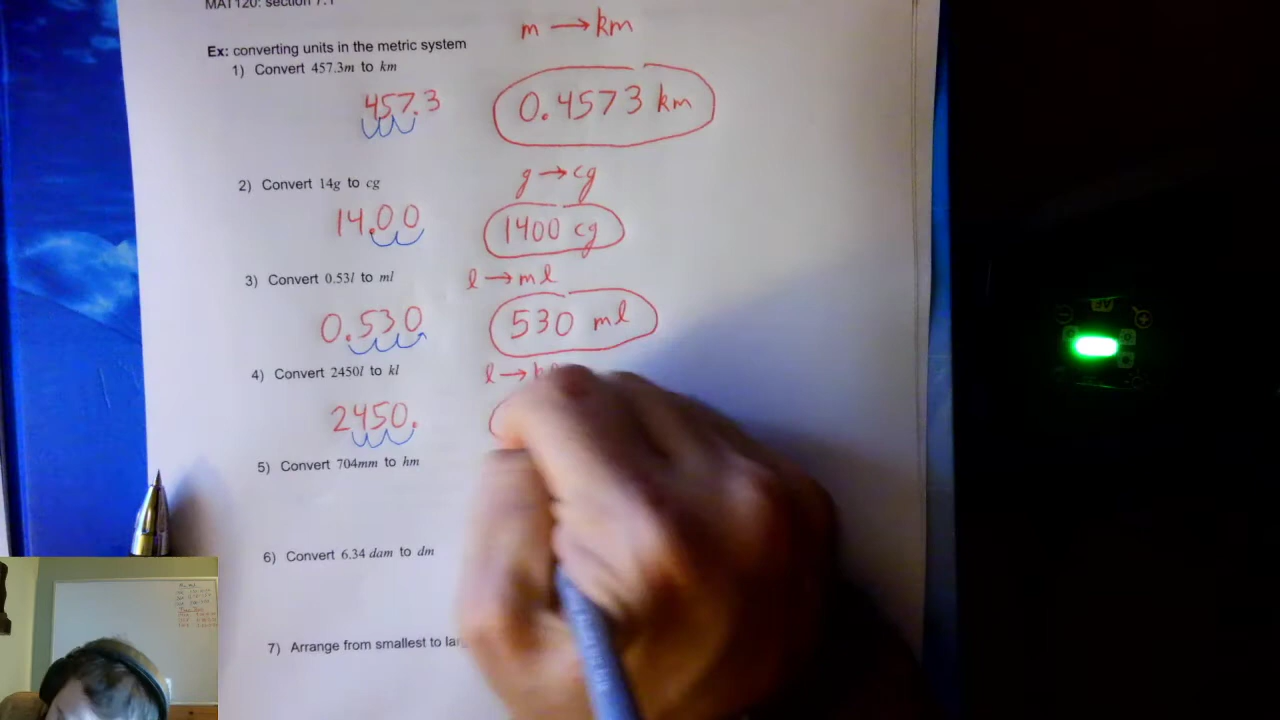 MAT120: section 7.1
m → km
Ex: converting units in the metric system
1) Convert 457.3m to km
457.3 0.4573 km
g → cg
2) Convert 14g to cg
14.00 1400 cg
3) Convert 0.53l to ml l → ml
0.530 530 ml
4) Convert 2450l to kl l →
2450.
5) Convert 704mm to hm
6) Convert 6.34 dam to dm
7) Arrange from smallest to